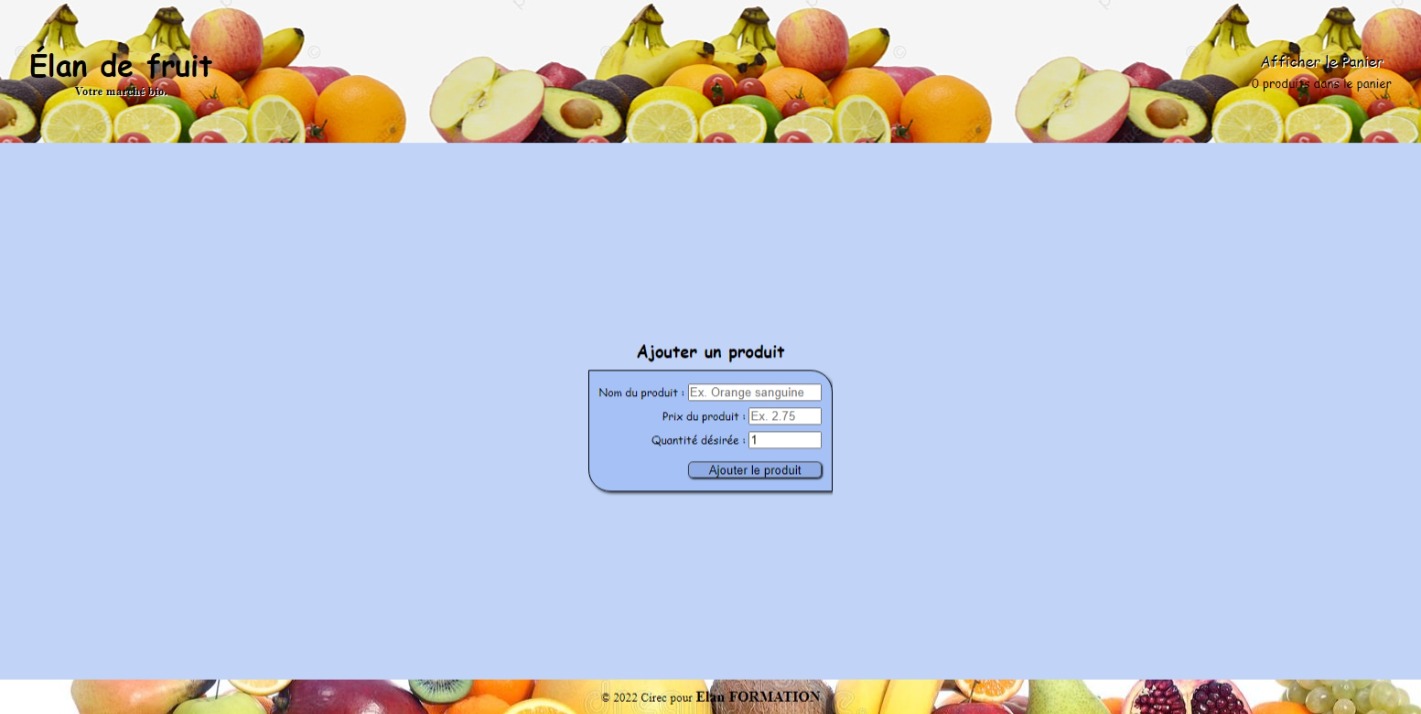 Élan de fruit
Votre marché bio.
Afficher le Panier
0 produits dans le panier
Ajouter un produit
Nom du produit : Ex. Orange sanguine
Prix du produit : Ex. 2.75
Quantité désirée : 1
Ajouter le produit
© 2022 Cirec pour Elan FORMATION